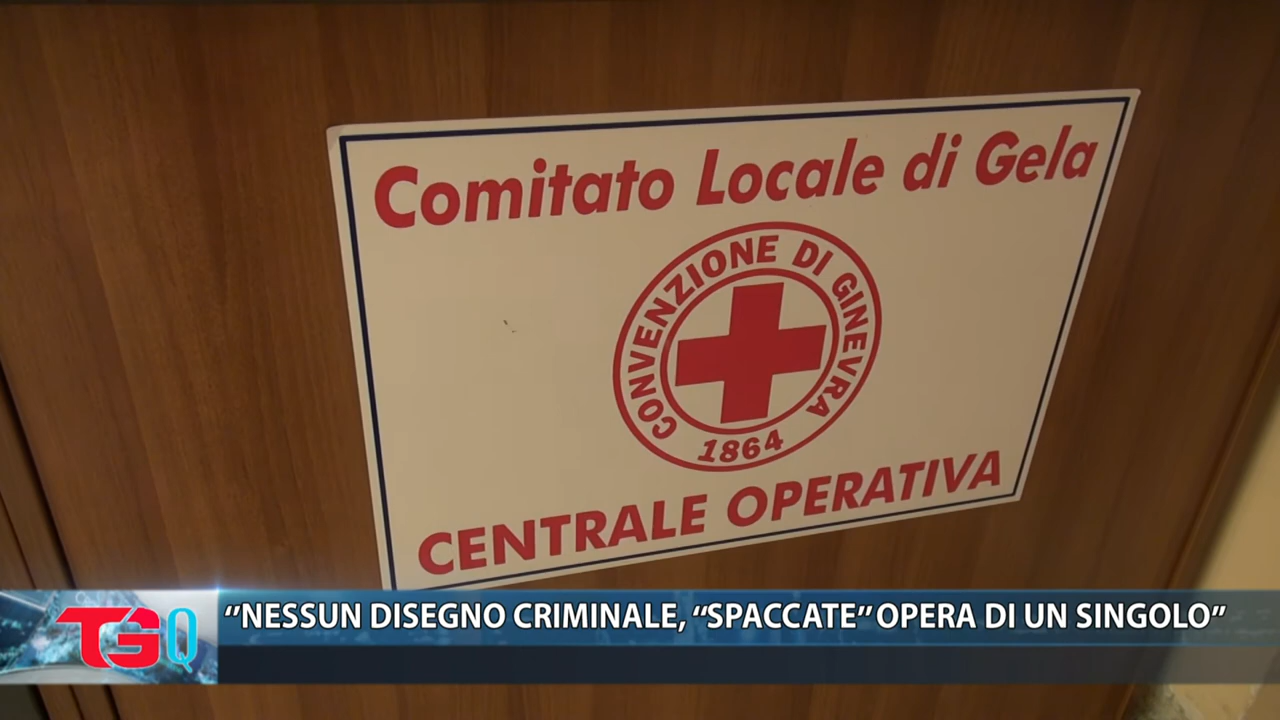 Comitato Locale di Gela
CONVENZIONE DI GINEVRA
1864
CENTRALE OPERATIVA
TGQ
“NESSUN DISEGNO CRIMINALE, “SPACCATE” OPERA DI UN SINGOLO”